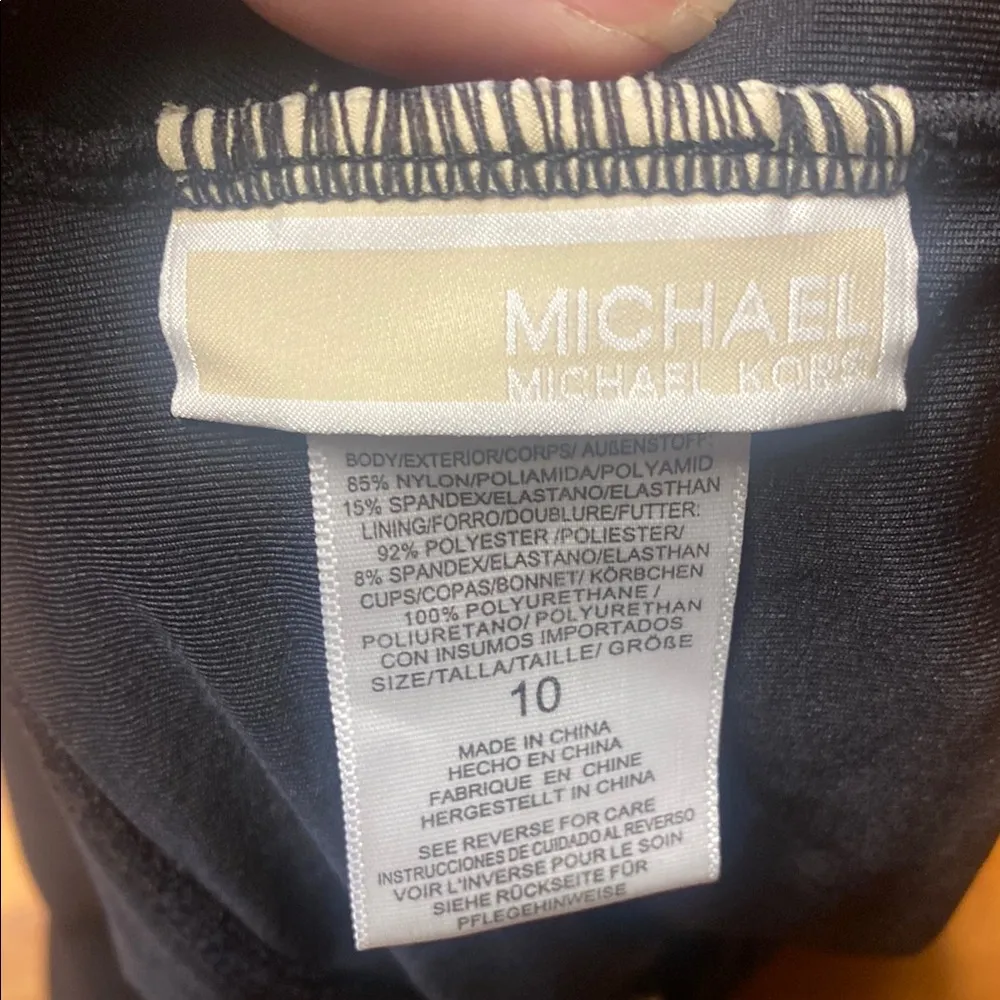 MICHAEL
MICHAEL KORS
BODY/EXTERIOR/CORPS/ AUßENSTOFF:
85% NYLON/POLIAMIDA/POLYAMID
15% SPANDEX/ELASTANO/ELASTHAN
LINING/FORRO/DOUBLURE/FUTTER:
92% POLYESTER /POLIESTER/
8% SPANDEX/ELASTANO/ELASTHAN
CUPS/COPAS/BONNET/ KÖRBCHEN
100% POLYURETHANE /
POLIURETANO/ POLYURETHAN
CON INSUMOS IMPORTADOS
SIZE/TALLA/TAILLE/ GRÖßE
10
MADE IN CHINA
HECHO EN CHINA
FABRIQUE EN CHINE
HERGESTELLT IN CHINA
SEE REVERSE FOR CARE
INSTRUCCIONES DE CUIDADO AL REVERSO
VOIR L'INVERSE POUR LE SOIN
SIEHE RÜCKSEITE FÜR
PFLEGEHINWEISE